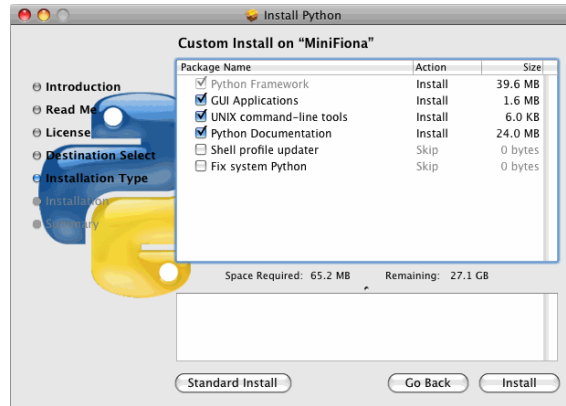 Install Python
Custom Install on “MiniFiona”
Introduction
Read Me
License
Destination Select
Installation Type
Installation
Summary
Package Name Action Size
Python Framework Install 39.6 MB
GUI Applications Install 1.6 MB
UNIX command-line tools Install 6.0 KB
Python Documentation Install 24.0 MB
Shell profile updater Skip 0 bytes
Fix system Python Skip 0 bytes
Space Required: 65.2 MB Remaining: 27.1 GB
Standard Install Go Back Install